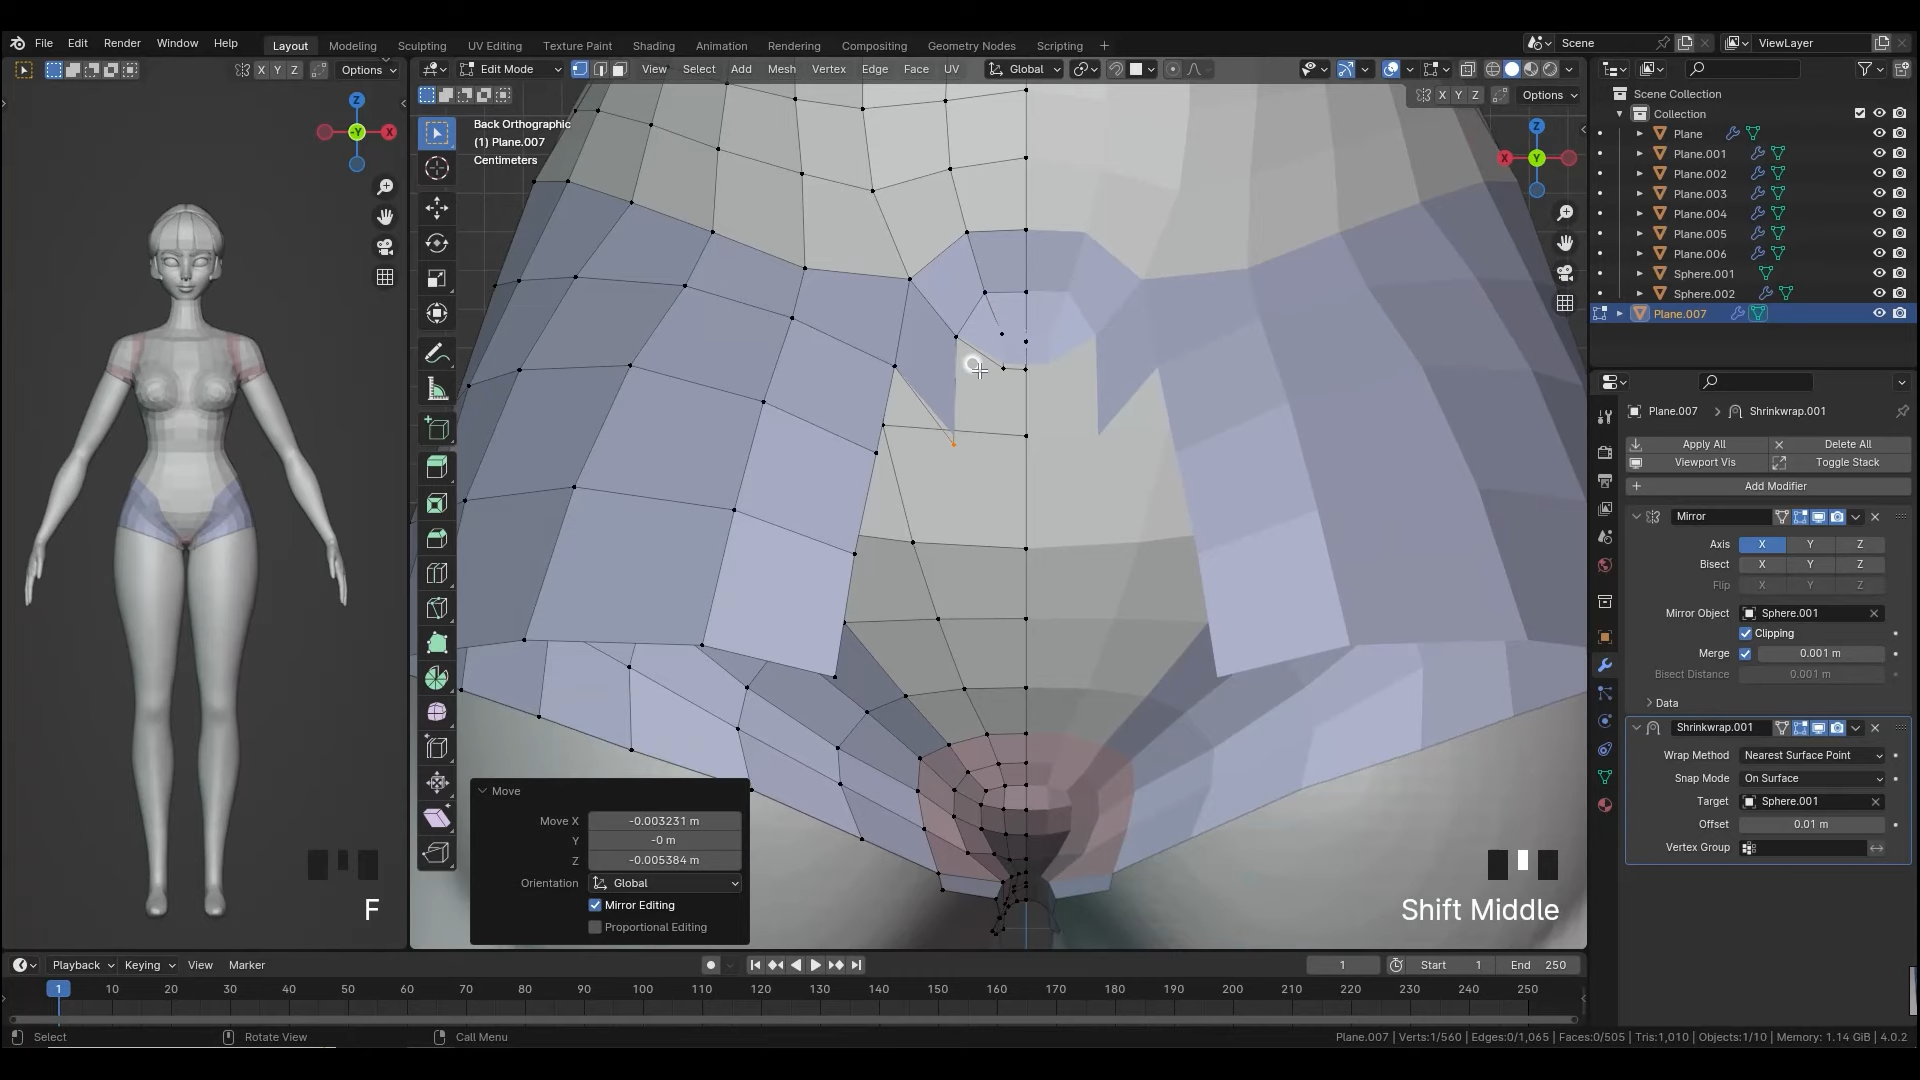 File Edit Render Window Help Layout Modeling Sculpting UV Editing Texture Paint Shading Animation Rendering Compositing Geometry Nodes Scripting + Scene ViewLayer
X Y Z Options Edit Mode View Select Add Mesh Vertex Edge Face UV Global
X Y Z Options
Back Orthographic
(1) Plane.007
Centimeters
Z
-Y X
Z
X Y
Scene Collection
Collection
Plane
Plane.001
Plane.002
Plane.003
Plane.004
Plane.005
Plane.006
Sphere.001
Sphere.002
Plane.007
Plane.007 > Shrinkwrap.001
Apply All Delete All
Viewport Vis Toggle Stack
Add Modifier
Mirror
Axis X Y Z
Bisect X Y Z
Flip X Y Z
Mirror Object Sphere.001
Clipping
Merge 0.001 m
Bisect Distance 0.001 m
Data
Shrinkwrap.001
Wrap Method Nearest Surface Point
Snap Mode On Surface
Target Sphere.001
Offset 0.01 m
Vertex Group
Move
Move X -0.003231 m
Y -0 m
Z -0.005384 m
Orientation Global
Mirror Editing
Proportional Editing
F
Shift Middle
Playback Keying View Marker 1 Start 1 End 250
1 10 20 30 40 50 60 70 80 90 100 110 120 130 140 150 160 170 180 190 200 210 220 230 240 250
Select Rotate View Call Menu Plane.007 | Verts:1/560 | Edges:0/1,065 | Faces:0/505 | Tris:1,010 | Objects:1/10 | Memory: 1.14 GiB | 4.0.2